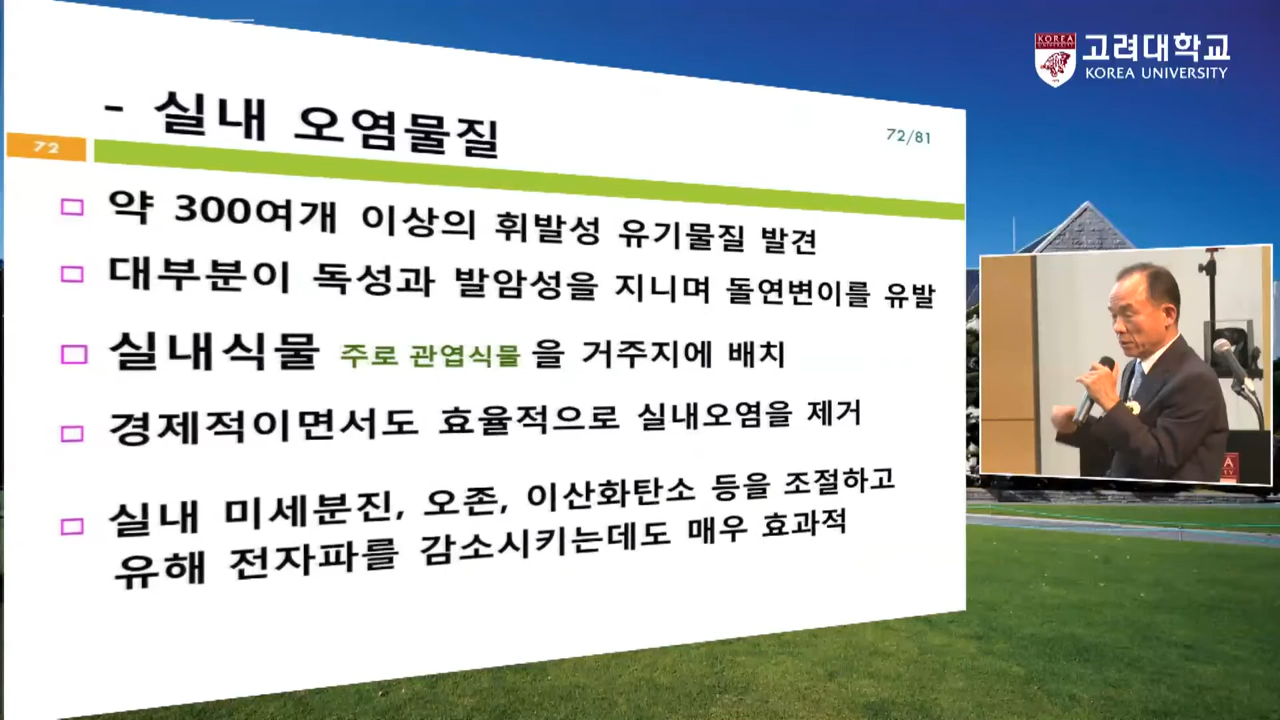 KOREA
UNIVERSITY
고려대학교
KOREA UNIVERSITY
- 실내 오염물질
72/81
72
약 300여개 이상의 휘발성 유기물질 발견
대부분이 독성과 발암성을 지니며 돌연변이를 유발
실내식물 주로 관엽식물 을 거주지에 배치
경제적이면서도 효율적으로 실내오염을 제거
실내 미세분진, 오존, 이산화탄소 등을 조절하고
유해 전자파를 감소시키는데도 매우 효과적